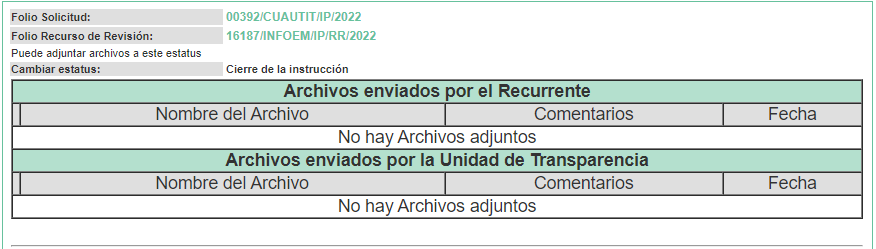 Folio Solicitud: 00392/CUAUTIT/IP/2022
Folio Recurso de Revisión: 16187/INFOEM/IP/RR/2022
Puede adjuntar archivos a este estatus
Cambiar estatus: Cierre de la instrucción
Archivos enviados por el Recurrente
Nombre del Archivo Comentarios Fecha
No hay Archivos adjuntos
Archivos enviados por la Unidad de Transparencia
Nombre del Archivo Comentarios Fecha
No hay Archivos adjuntos